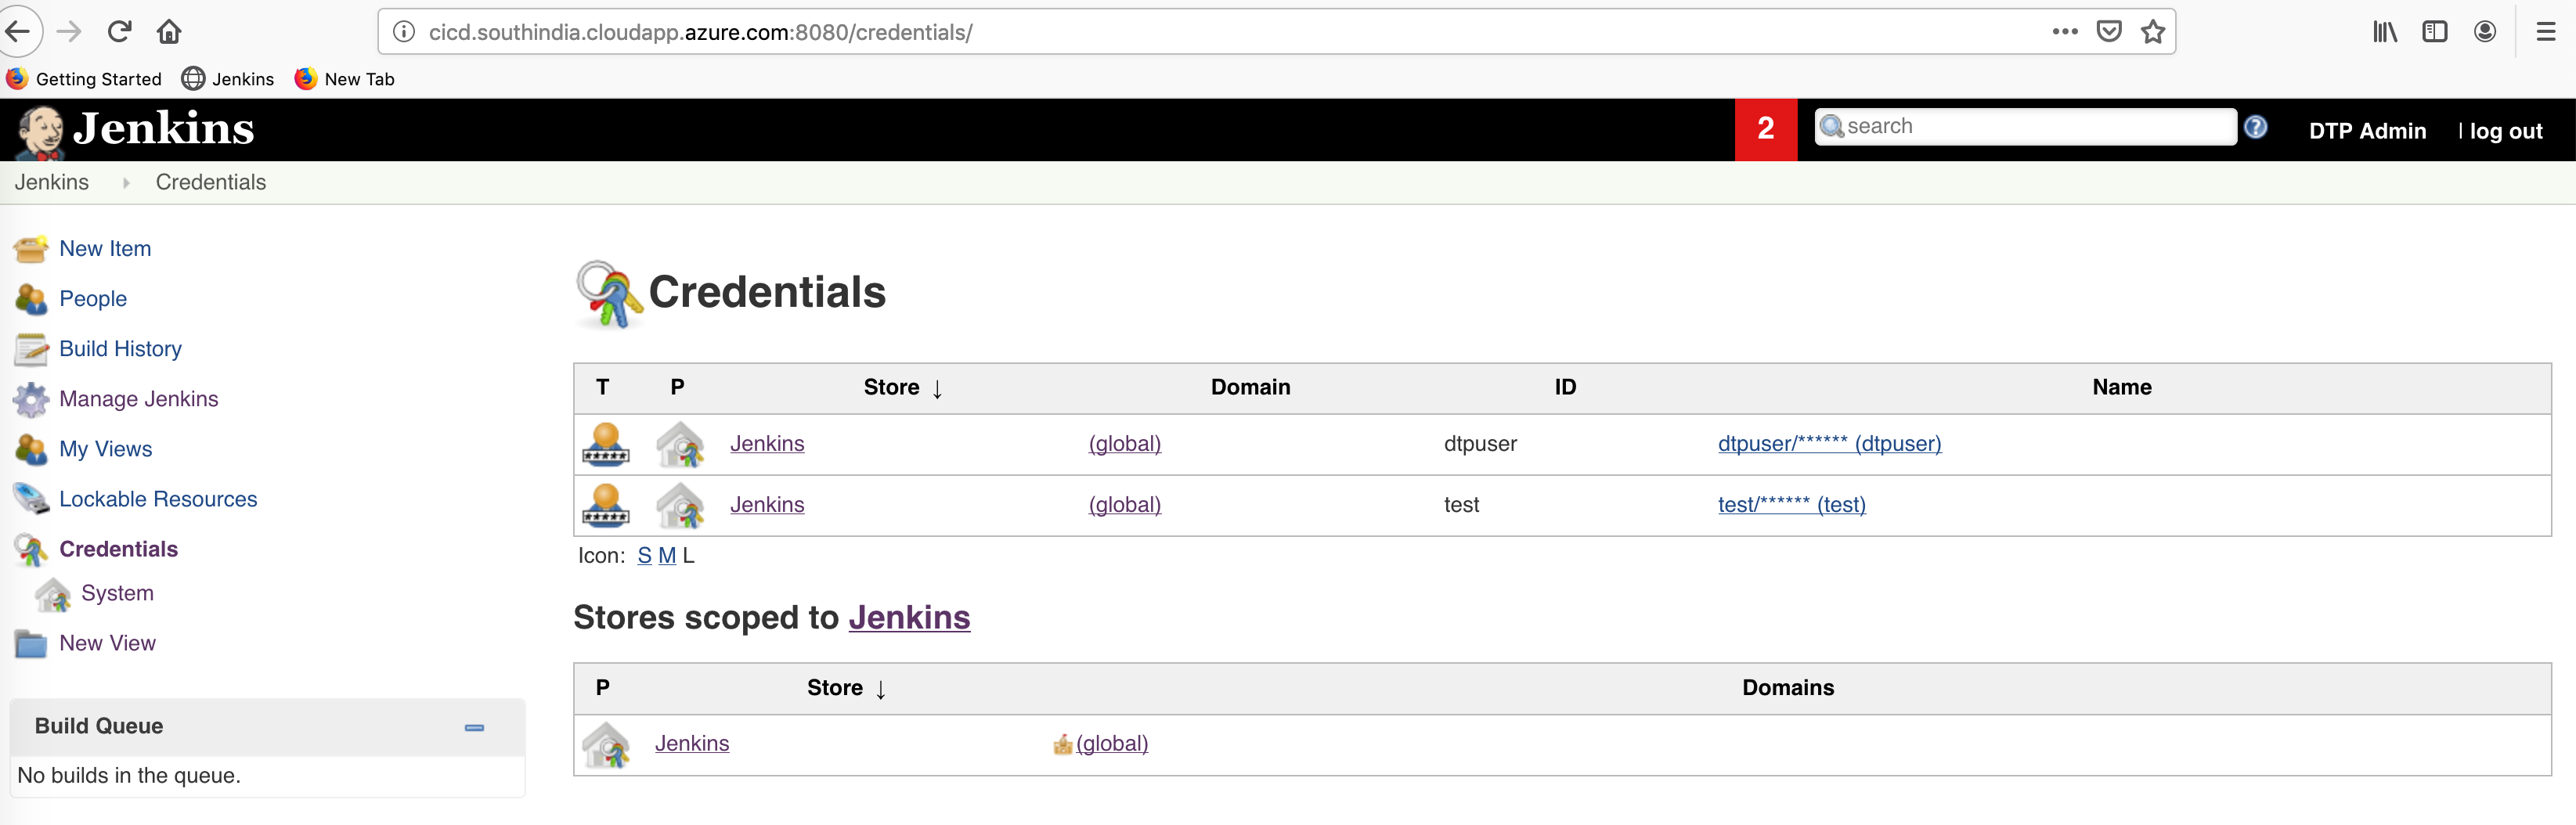 cicd.southindia.cloudapp.azure.com:8080/credentials/
Getting Started Jenkins New Tab
Jenkins 2 search DTP Admin | log out
Jenkins Credentials
New Item
People
Build History
Manage Jenkins
My Views
Lockable Resources
Credentials
System
New View
Build Queue
No builds in the queue.
Credentials
T P Store ↓ Domain ID Name
Jenkins (global) dtpuser dtpuser/****** (dtpuser)
Jenkins (global) test test/****** (test)
Icon: S M L
Stores scoped to Jenkins
P Store ↓ Domains
Jenkins (global)